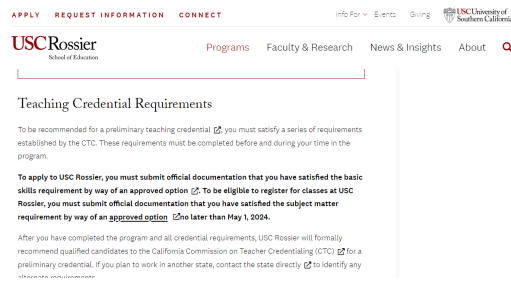 APPLY REQUEST INFORMATION CONNECT Info For Events Giving USC University of
Southern California
USC Rossier
School of Education
Programs Faculty & Research News & Insights About
Teaching Credential Requirements
To be recommended for a preliminary teaching credential , you must satisfy a series of requirements
established by the CTC. These requirements must be completed before and during your time in the
program.
To apply to USC Rossier, you must submit official documentation that you have satisfied the basic
skills requirement by way of an approved option . To be eligible to register for classes at USC
Rossier, you must submit official documentation that you have satisfied the subject matter
requirement by way of an approved option no later than May 1, 2024.
After you have completed the program and all credential requirements, USC Rossier will formally
recommend qualified candidates to the California Commission on Teacher Credentialing (CTC) for a
preliminary credential. If you plan to work in another state, contact the state directly to identify any
alternate requirements.